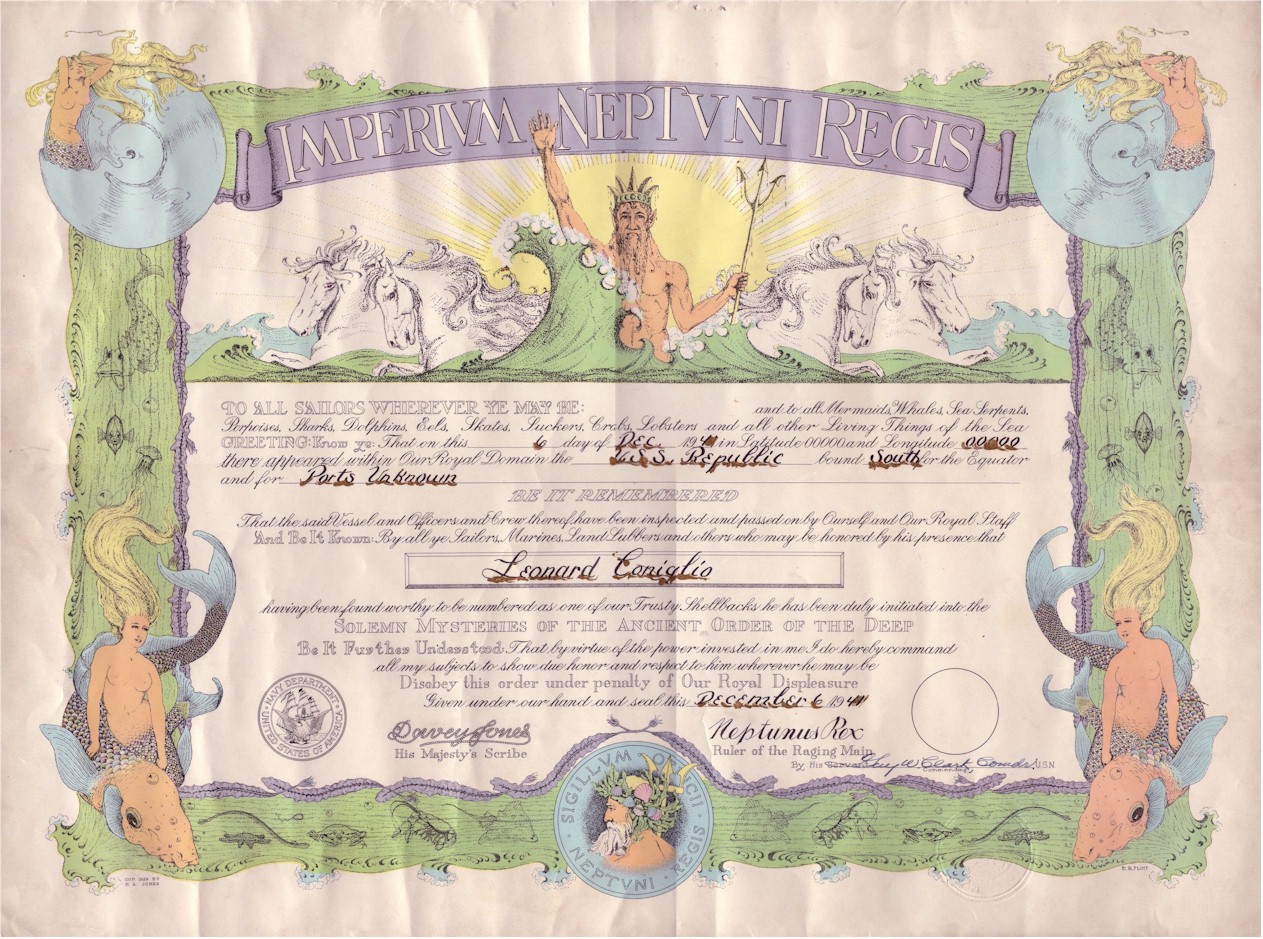 IMPERIVM NEPTVNI REGIS
TO ALL SAILORS WHEREVER YE MAY BE: and to all Mermaids, Whales, Sea Serpents,
Porpoises, Sharks, Dolphins, Eels, Skates, Suckers, Crabs, Lobsters and all other Living Things of the Sea
GREETING: Know ye: That on this 6 day of DEC. 1941 in Latitude 00000 and Longitude 00000
there appeared within Our Royal Domain the U.S.S. Republic bound South for the Equator
and for Ports Unknown
BE IT REMEMBERED
That the said Vessel and Officers and Crew thereof, have been inspected and passed on by Ourself and Our Royal Staff
And Be It Known: By all ye Sailors, Marines, Land Lubbers and others who may be honored by his presence that
Leonard Coniglio
having been found worthy to be numbered as one of our Trusty Shellbacks he has been duly initiated into the
SOLEMN MYSTERIES OF THE ANCIENT ORDER OF THE DEEP
Be It Further Understood: That by virtue of the power invested in me I do hereby command
all my subjects to show due honor and respect to him wherever he may be
Disobey this order under penalty of Our Royal Displeasure
Given under our hand and seal this December 6 1941
NAVY DEPARTMENT
UNITED STATES OF AMERICA
Davey Jones
His Majesty's Scribe
Neptunus Rex
Ruler of the Raging Main
By His W. Clark Comdr. U.S.N
Commanding
SIGILLVM OFFICII
NEPTVNI REGIS
COP. 1928 BY
H. A. JONES
E.B. FLINT